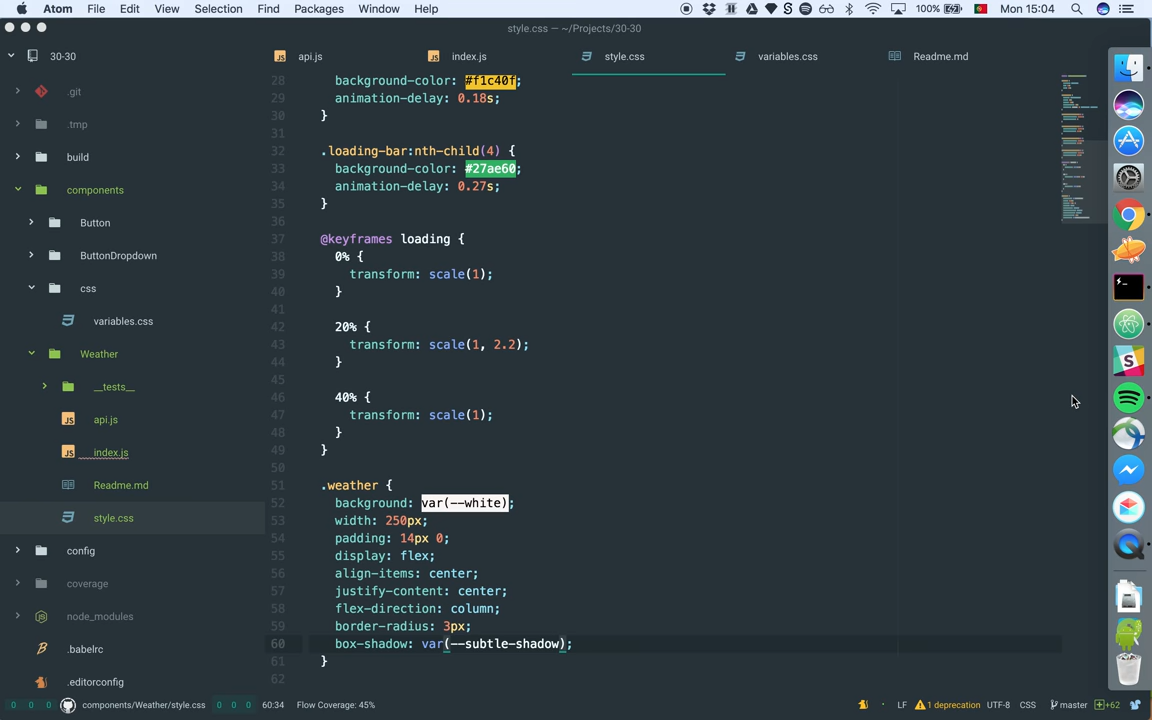 Atom File Edit View Selection Find Packages Window Help 100% Mon 15:04
style.css — ~/Projects/30-30
30-30 api.js index.js style.css variables.css Readme.md
.git
.tmp
build
components
Button
ButtonDropdown
css
variables.css
Weather
__tests__
api.js
index.js
Readme.md
style.css
config
coverage
node_modules
.babelrc
.editorconfig
28 background-color: #f1c40f;
29 animation-delay: 0.18s;
30 }
31
32 .loading-bar:nth-child(4) {
33 background-color: #27ae60;
34 animation-delay: 0.27s;
35 }
36
37 @keyframes loading {
38 0% {
39 transform: scale(1);
40 }
41
42 20% {
43 transform: scale(1, 2.2);
44 }
45
46 40% {
47 transform: scale(1);
48 }
49 }
50
51 .weather {
52 background: var(--white);
53 width: 250px;
54 padding: 14px 0;
55 display: flex;
56 align-items: center;
57 justify-content: center;
58 flex-direction: column;
59 border-radius: 3px;
60 box-shadow: var(--subtle-shadow);
61 }
62
0 0 0 components/Weather/style.css 60:34 0 0 0 Flow Coverage: 45% LF 1 deprecation UTF-8 CSS master +62